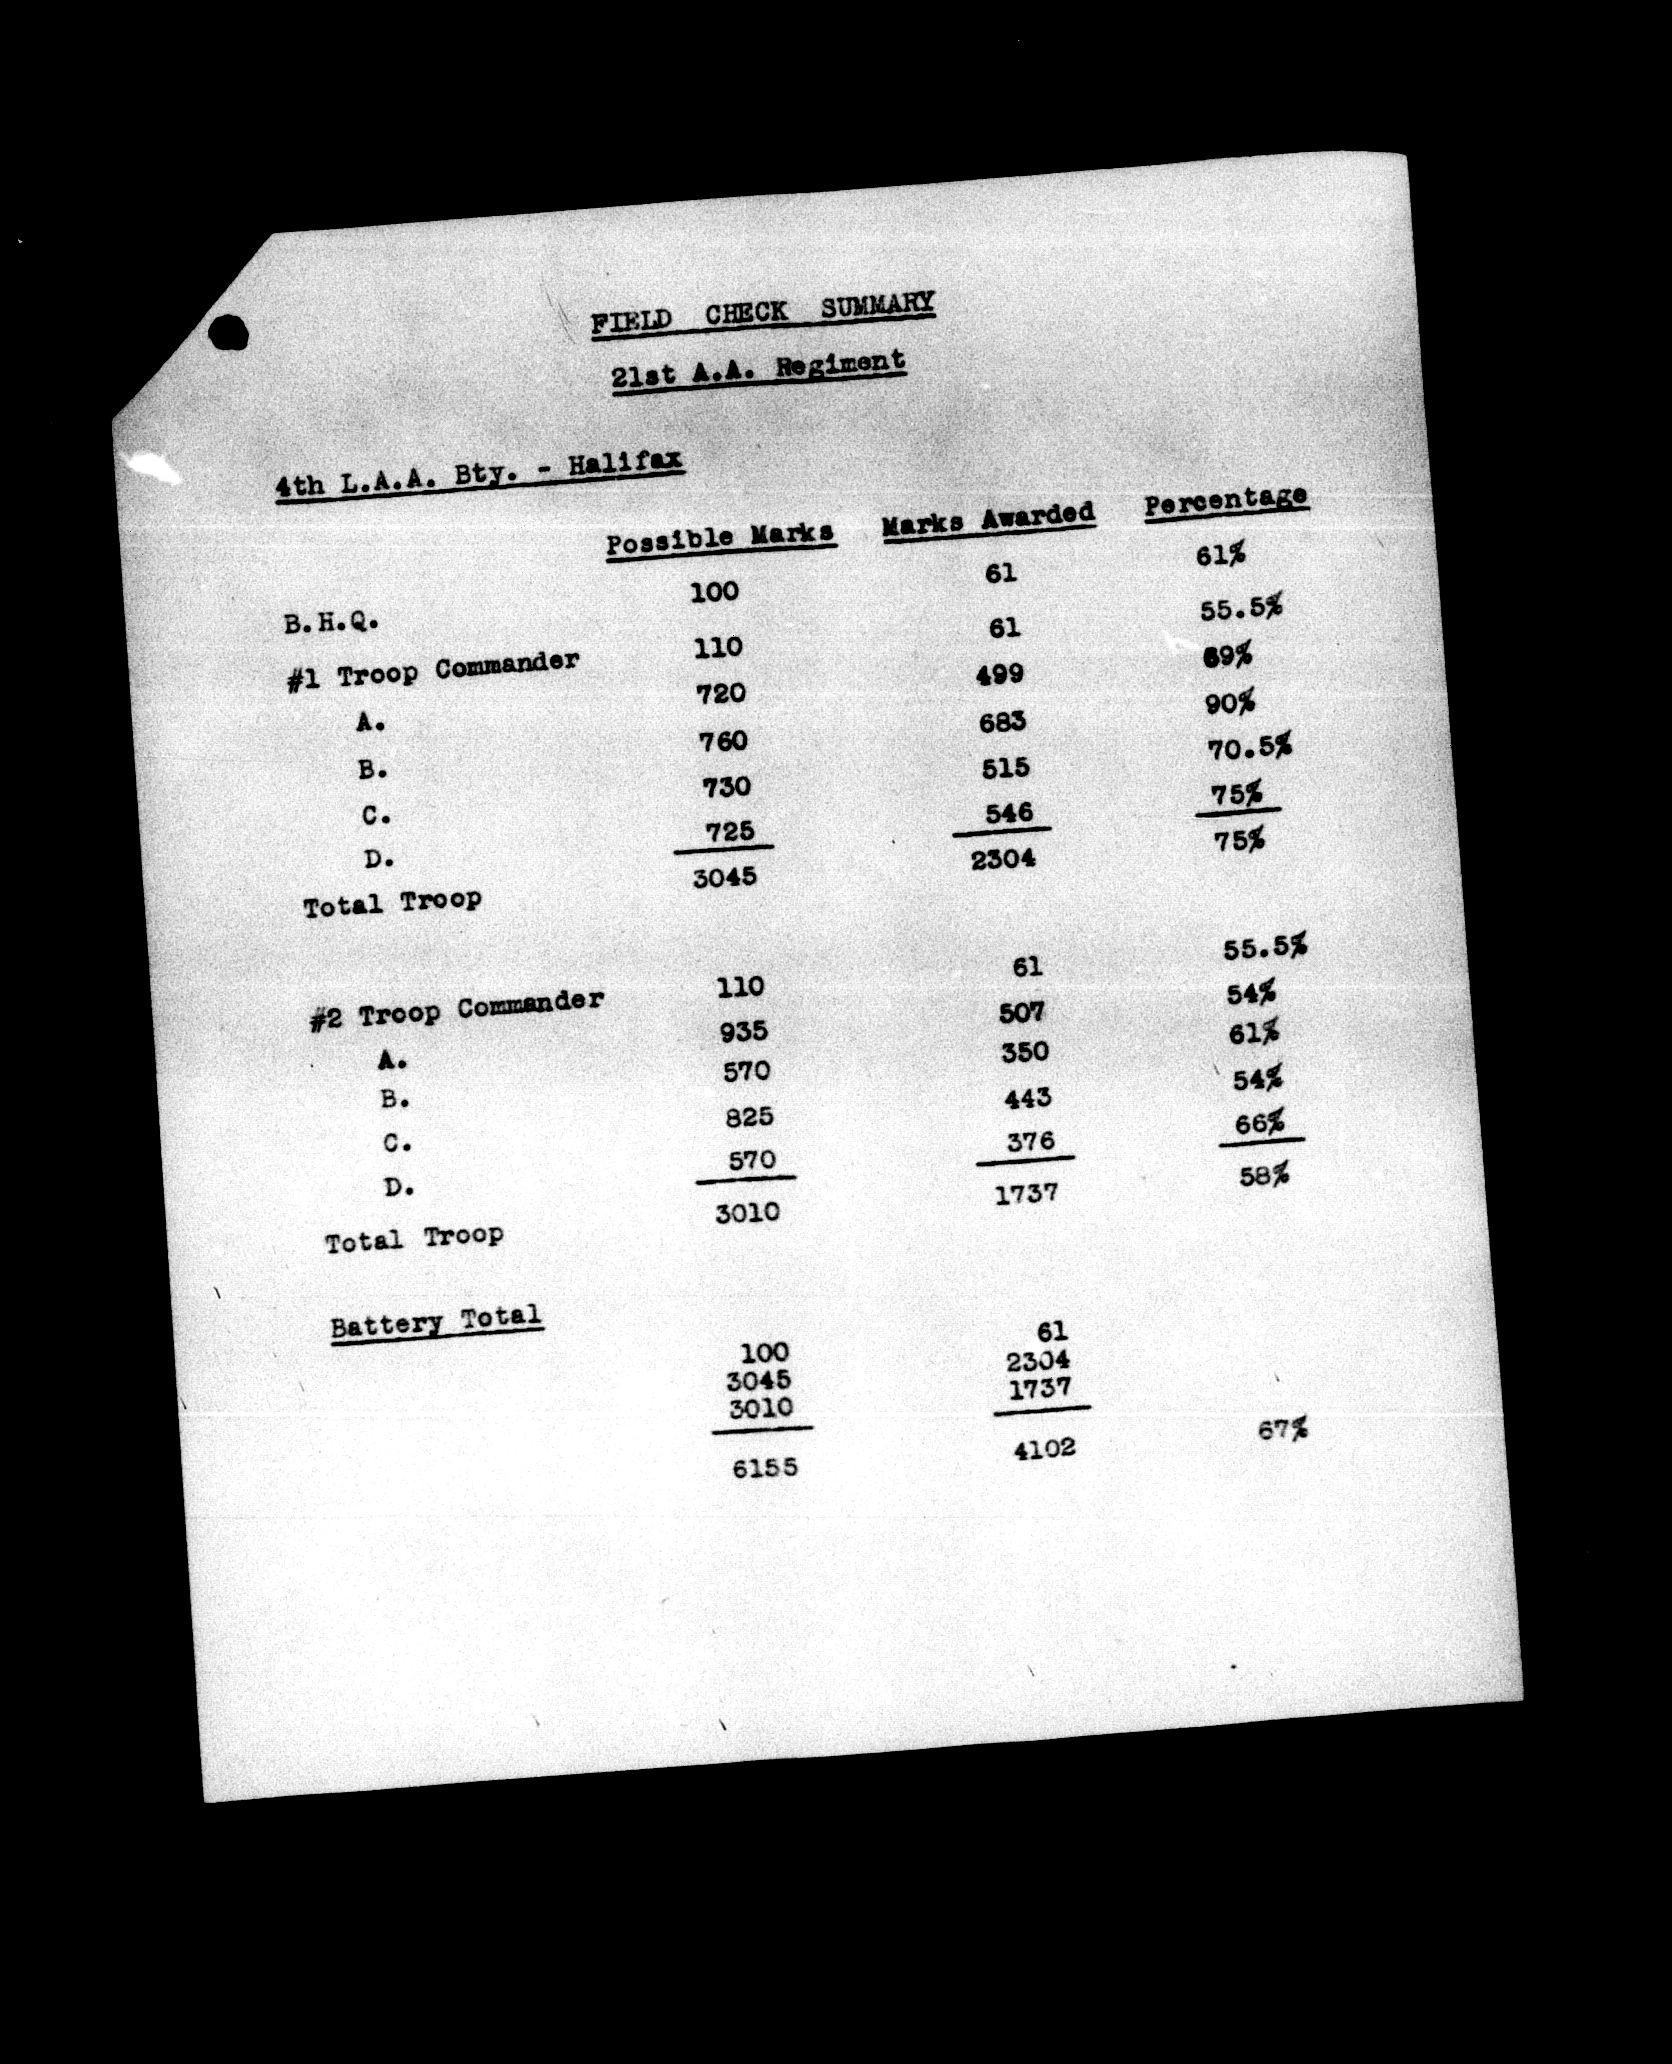 FIELD CHECK SUMMARY
21st A.A. Regiment
4th L.A.A. Bty. - Halifax
Possible Marks Marks Awarded Percentage
B.H.Q. 100 61 61%
#1 Troop Commander 110 61 55.5%
A. 720 499 69%
B. 760 683 90%
C. 730 515 70.5%
D. 725 546 75%
Total Troop 3045 2304 75%
#2 Troop Commander 110 61 55.5%
A. 935 507 54%
B. 570 350 61%
C. 825 443 54%
D. 570 376 66%
Total Troop 3010 1737 58%
Battery Total
100 61
3045 2304
3010 1737
6155 4102 67%